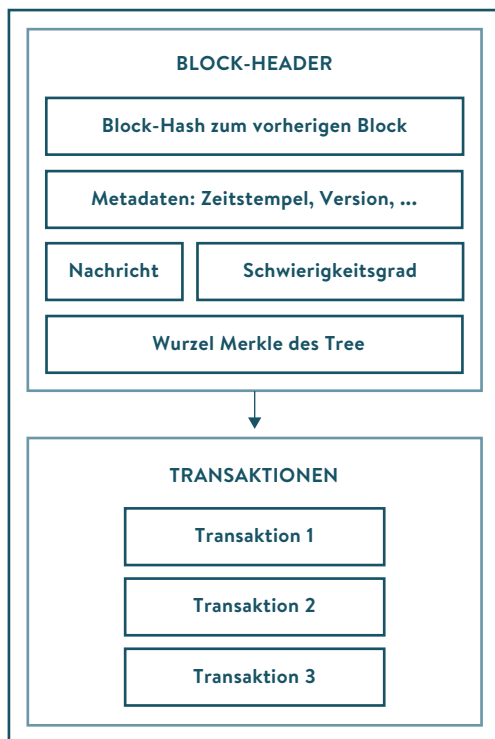 BLOCK-HEADER
Block-Hash zum vorherigen Block
Metadaten: Zeitstempel, Version, ...
Nachricht
Schwierigkeitsgrad
Wurzel Merkle des Tree
TRANSAKTIONEN
Transaktion 1
Transaktion 2
Transaktion 3